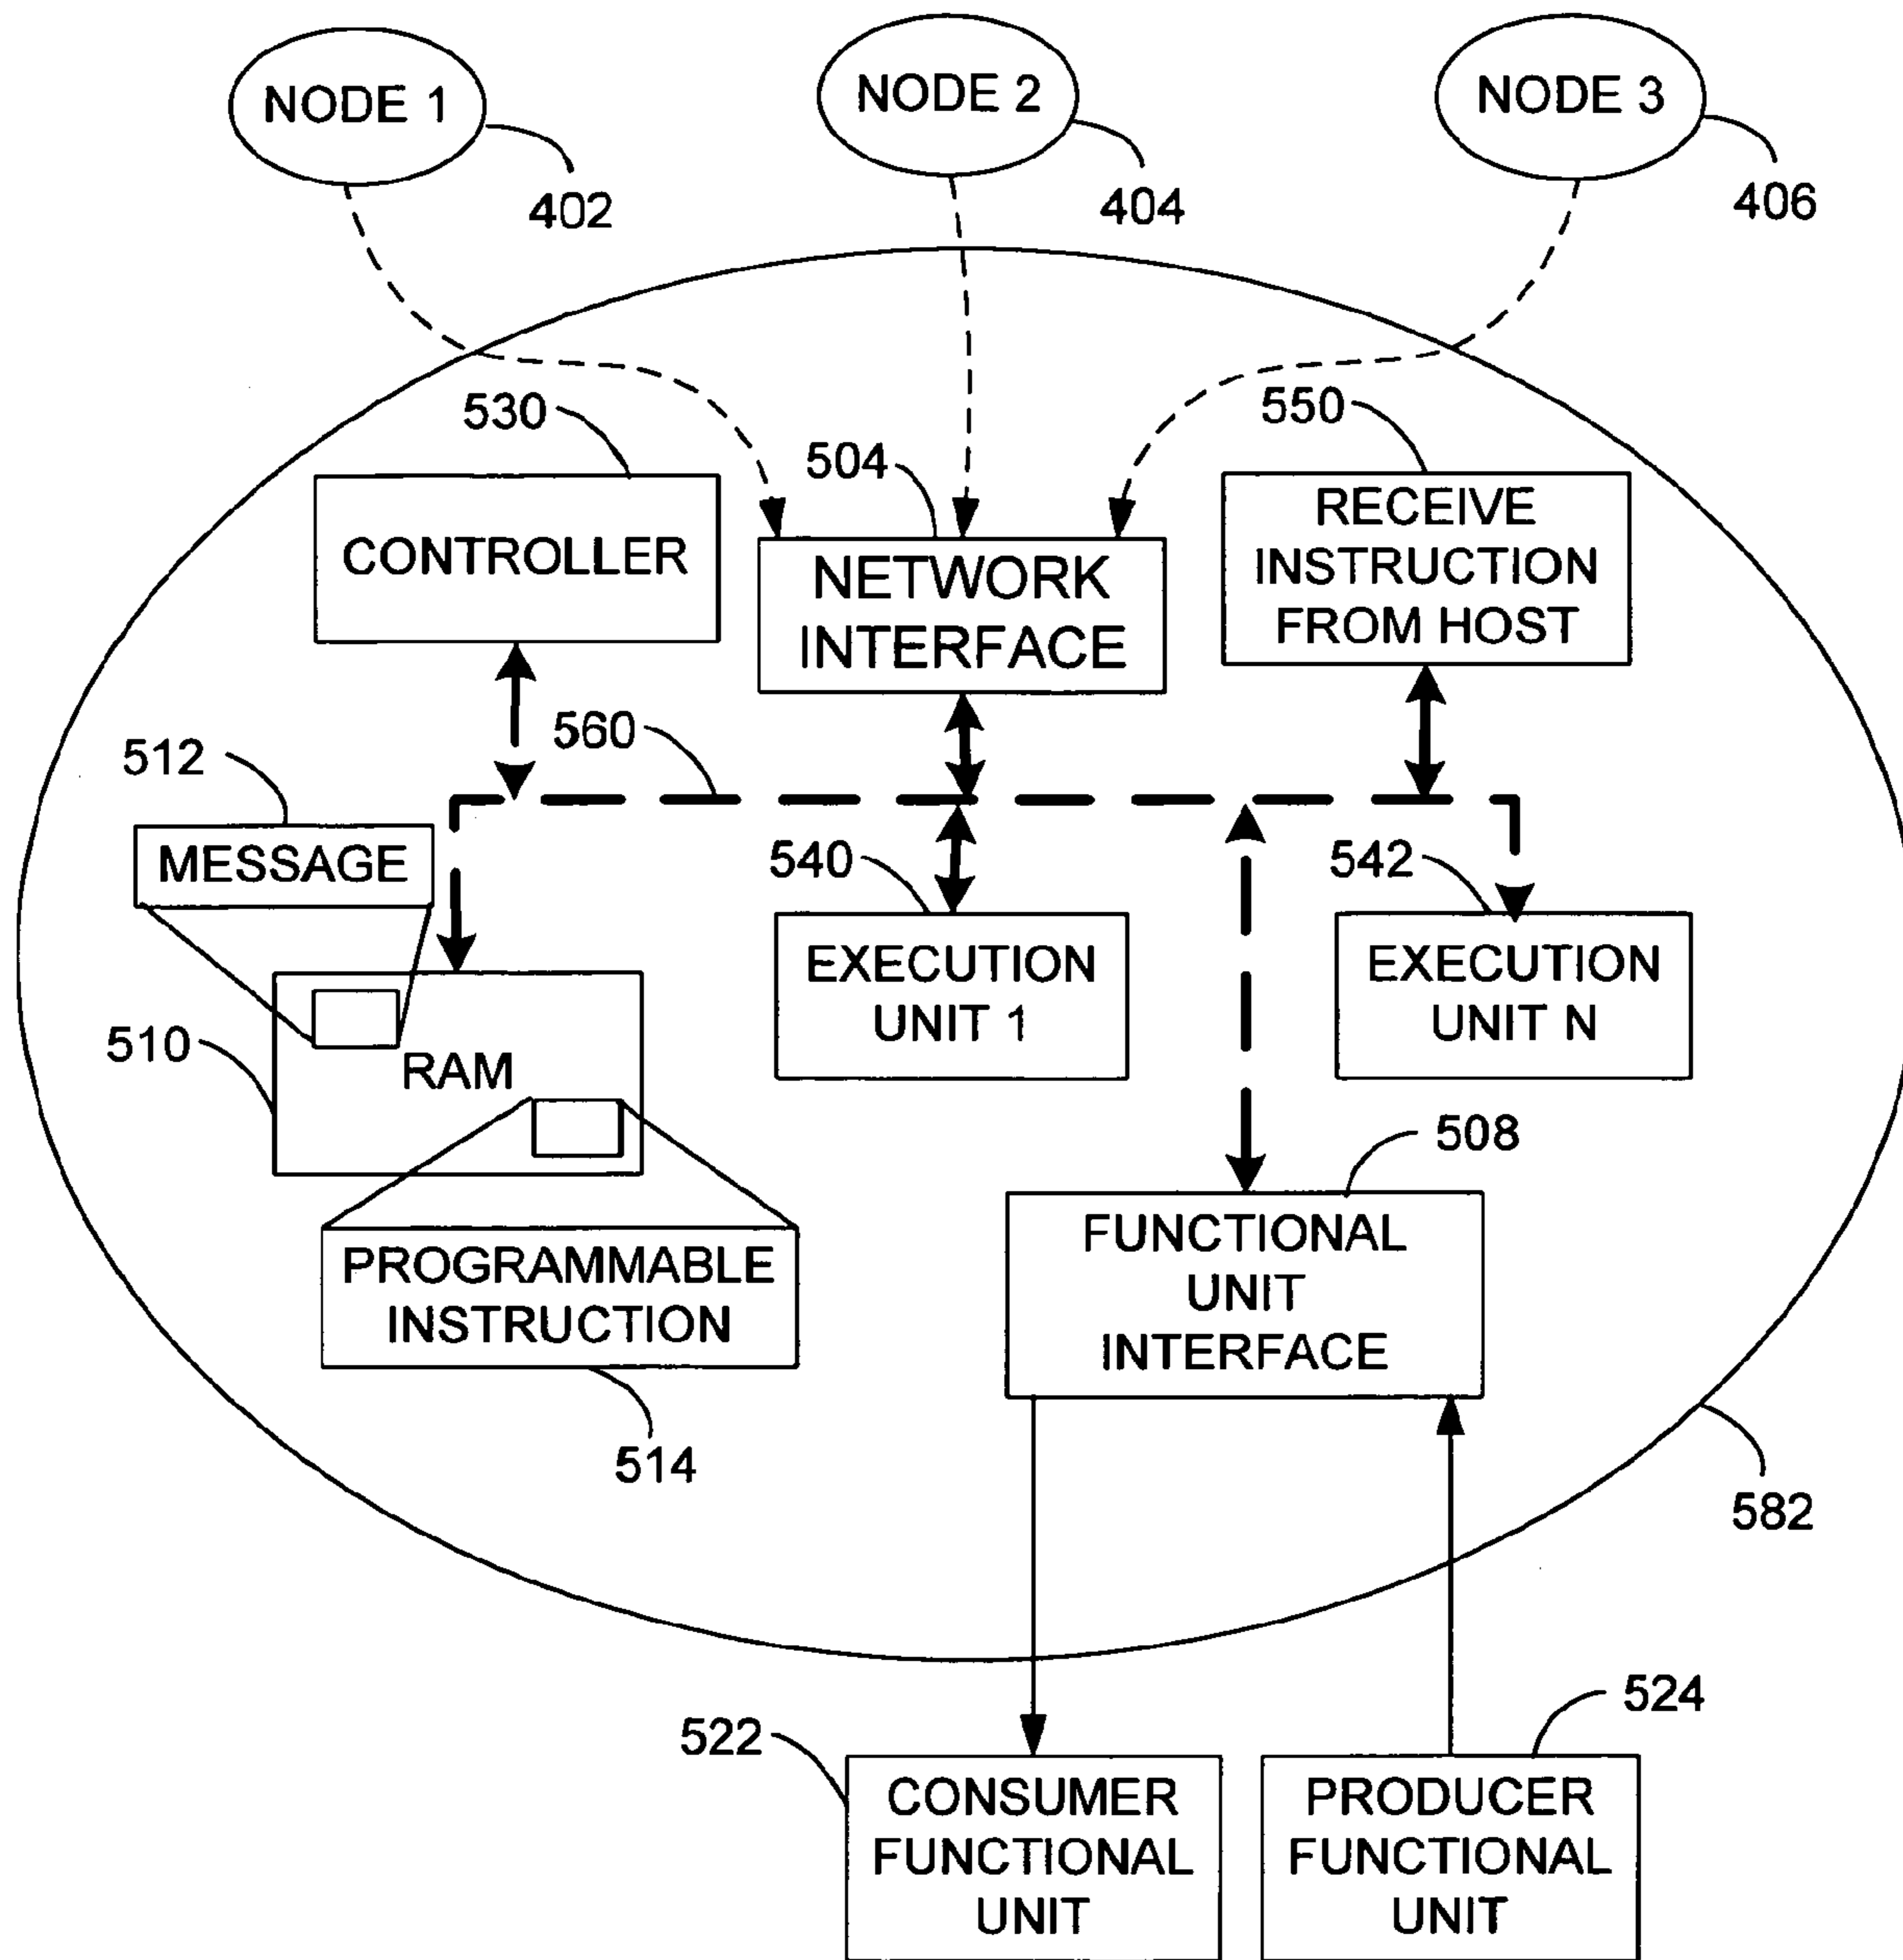 NODE 1
NODE 2
NODE 3
402
404
406
530
550
504
CONTROLLER
NETWORK
INTERFACE
RECEIVE
INSTRUCTION
FROM HOST
560
512
MESSAGE
540
542
EXECUTION
UNIT 1
EXECUTION
UNIT N
510
RAM
508
PROGRAMMABLE
INSTRUCTION
FUNCTIONAL
UNIT
INTERFACE
514
582
522
524
CONSUMER
FUNCTIONAL
UNIT
PRODUCER
FUNCTIONAL
UNIT